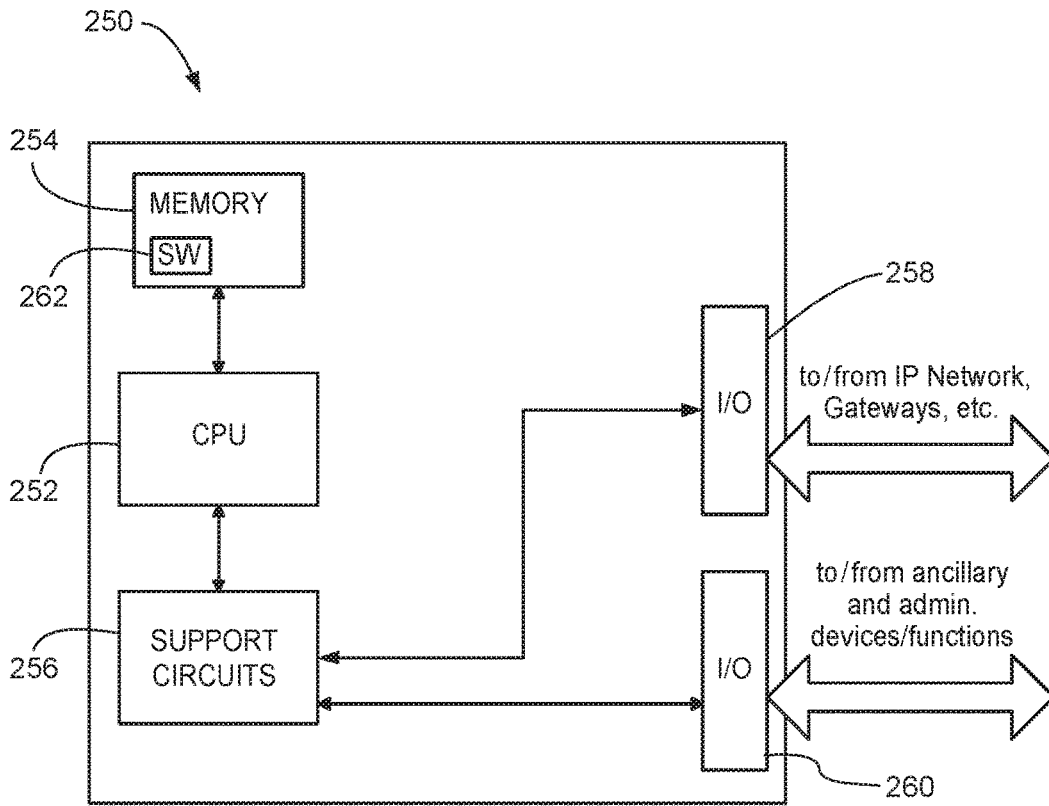 250
254
MEMORY
SW
262
258
I/O
to/from IP Network,
Gateways, etc.
CPU
252
to/from ancillary
and admin.
devices/functions
SUPPORT
CIRCUITS
256
I/O
260